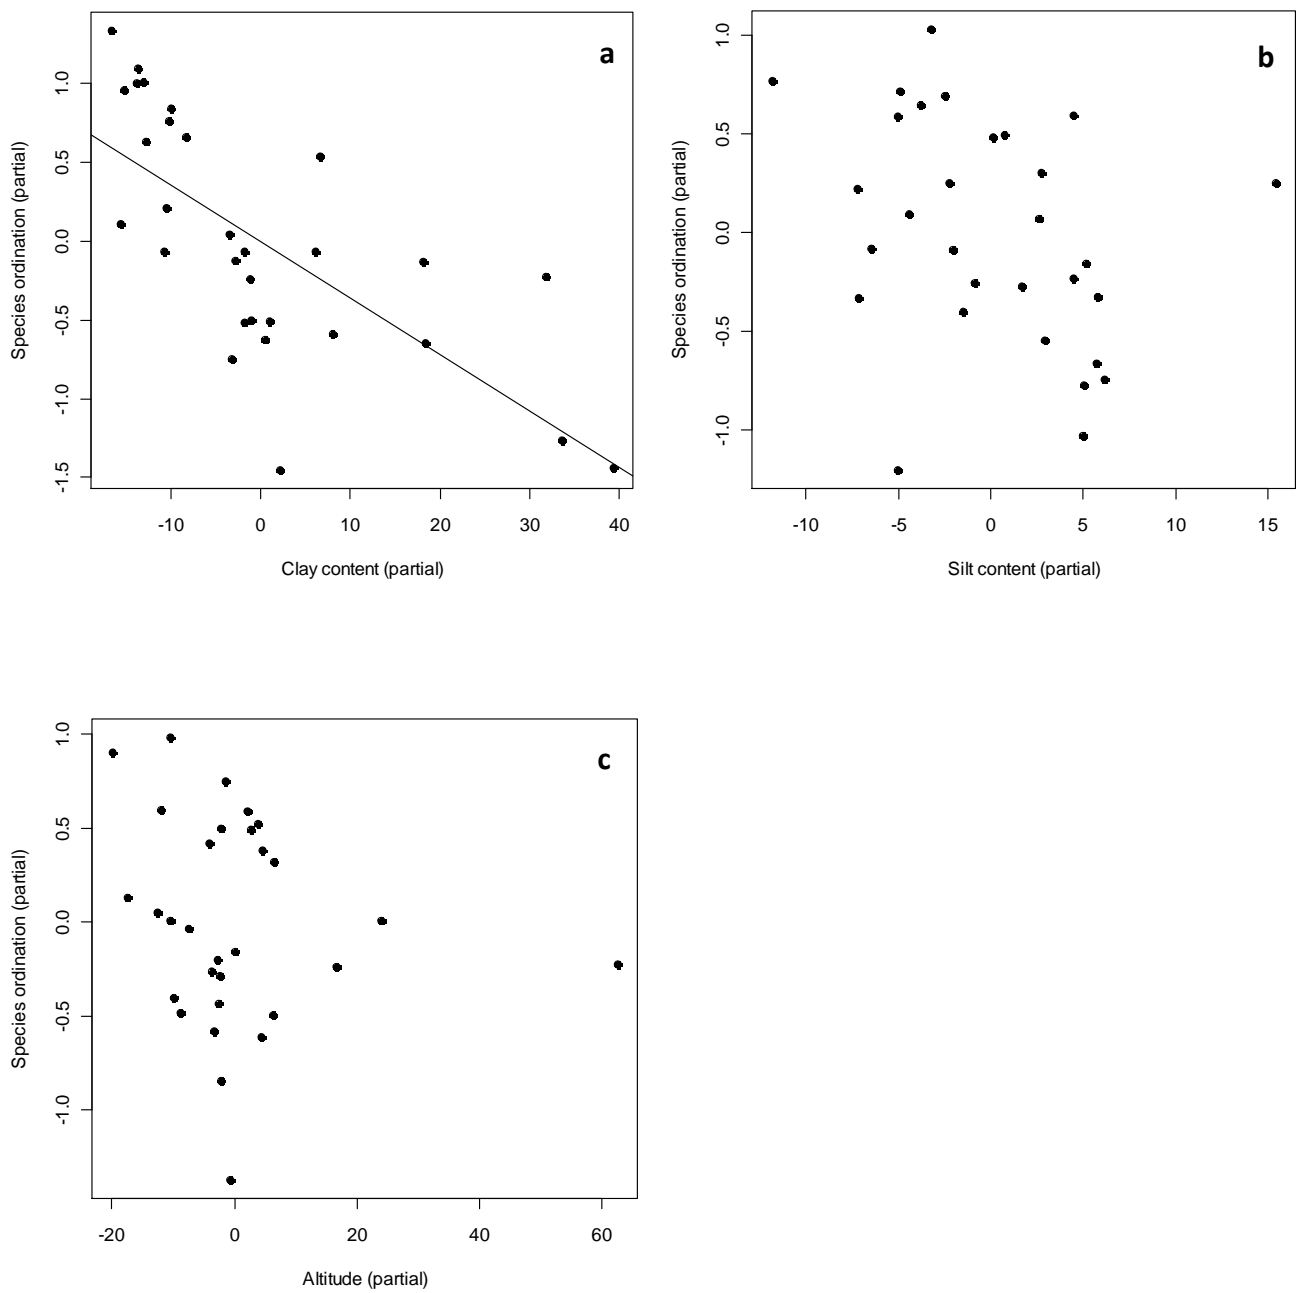 a
1.0
0.5
0.0
-0.5
-1.0
-1.5
Species ordination (partial)
-10 0 10 20 30 40
Clay content (partial)
b
1.0
0.5
0.0
-0.5
-1.0
Species ordination (partial)
-10 -5 0 5 10 15
Silt content (partial)
c
1.0
0.5
0.0
-0.5
-1.0
Species ordination (partial)
-20 0 20 40 60
Altitude (partial)